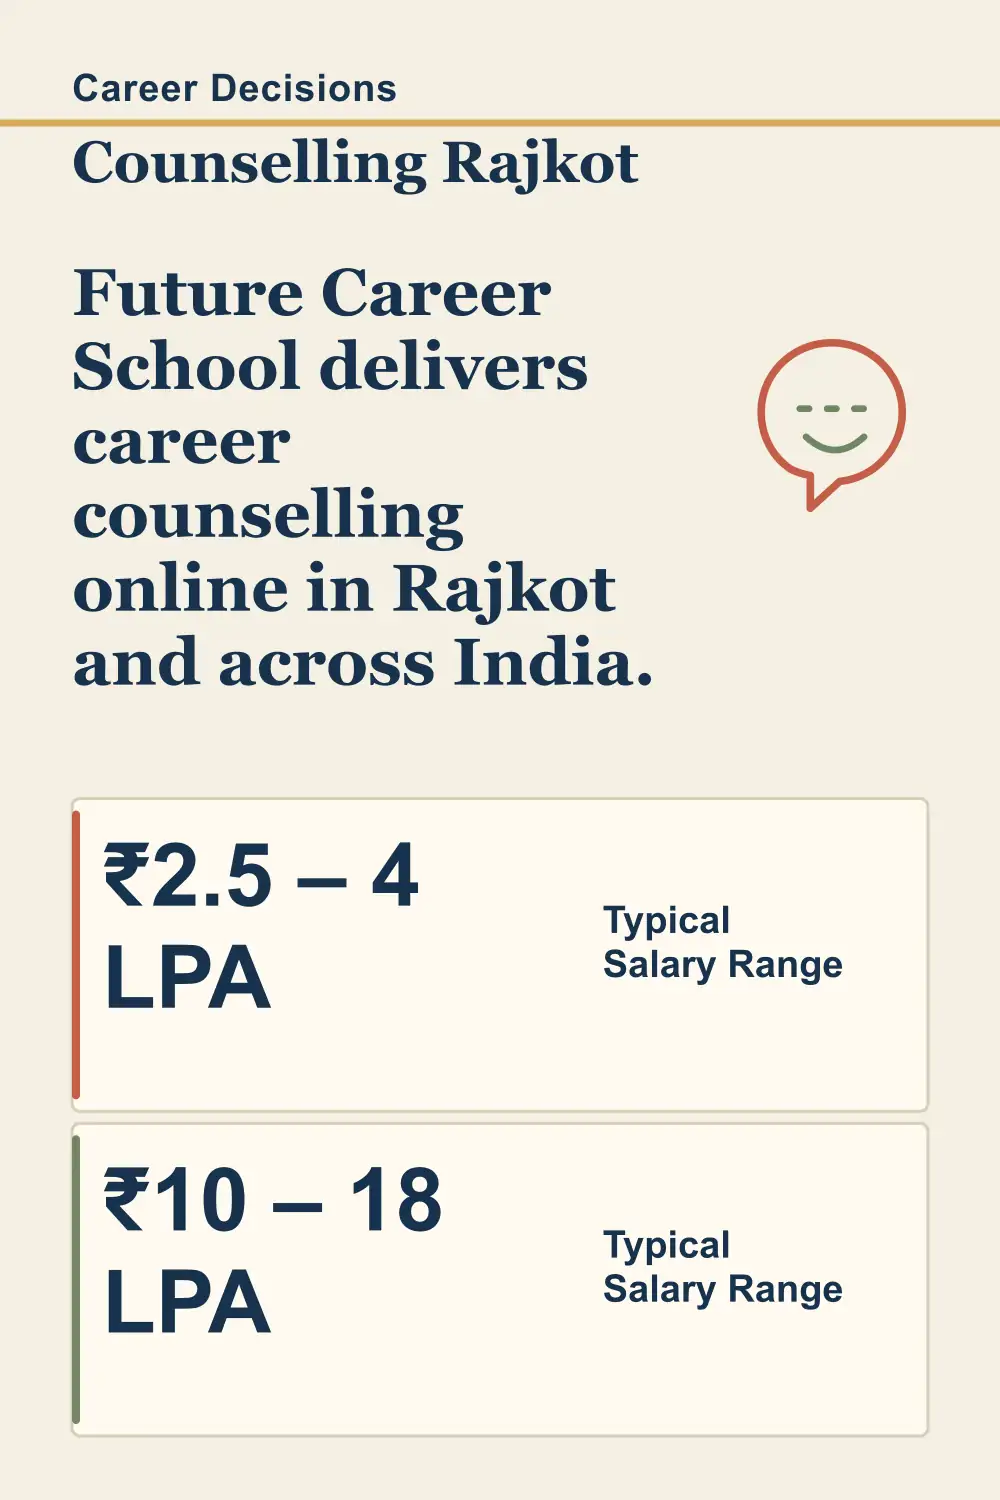 Career Decisions
Counselling Rajkot
Future Career
School delivers
career
counselling
online in Rajkot
and across India.
₹2.5 – 4
LPA
Typical
Salary Range
₹10 – 18
LPA
Typical
Salary Range